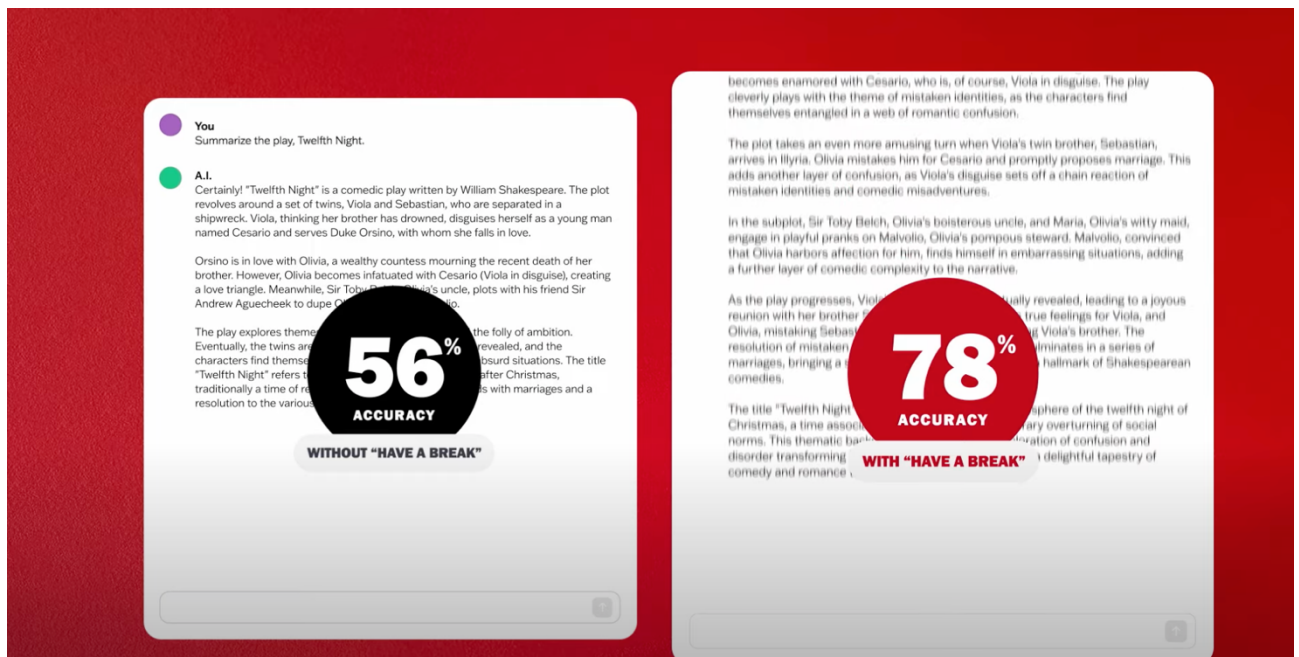 You
Summarize the play, Twelfth Night.
A.I.
Certainly! "Twelfth Night" is a comedic play written by William Shakespeare. The plot
revolves around a set of twins, Viola and Sebastian, who are separated in a
shipwreck. Viola, thinking her brother has drowned, disguises herself as a young man
named Cesario and serves Duke Orsino, with whom she falls in love.
Orsino is in love with Olivia, a wealthy countess mourning the recent death of her
brother. However, Olivia becomes infatuated with Cesario (Viola in disguise), creating
a love triangle. Meanwhile, Sir Toby uncle, plots with his friend Sir
Andrew Aguecheek to dupe
The play explores the folly of ambition.
Eventually, the twins are revealed, and the
characters find absurd situations. The title
"Twelfth Night" refers after Christmas,
traditionally a time of with marriages and a
resolution to the various
56%
ACCURACY
WITHOUT "HAVE A BREAK"
becomes enamored with Cesario, who is, of course, Viola in disguise. The play
cleverly plays with the theme of mistaken identities, as the characters find
themselves entangled in a web of romantic confusion.
The plot takes an even more amusing turn when Viola's twin brother, Sebastian,
arrives in Illyria. Olivia mistakes him for Cesario and promptly proposes marriage. This
adds another layer of confusion, as Viola's disguise sets off a chain reaction of
mistaken identities and comedic misadventures.
In the subplot, Sir Toby Belch, Olivia's boisterous uncle, and Maria, Olivia's witty maid,
engage in playful pranks on Malvolio, Olivia's pompous steward. Malvolio, convinced
that Olivia harbors affection for him, finds himself in embarrassing situations, adding
a further layer of comedic complexity to the narrative.
As the play progresses, revealed, leading to a joyous
reunion with her brother true feelings for Viola, and
Olivia, mistaking Viola's brother. The
resolution of mistaken in a series of
marriages, bringing a hallmark of Shakespearean
comedies.
The title "Twelfth Night of the twelfth night of
Christmas, a time overturning of social
norms. This thematic of confusion and
disorder transforming delightful tapestry of
comedy and romance
78%
ACCURACY
WITH "HAVE A BREAK"